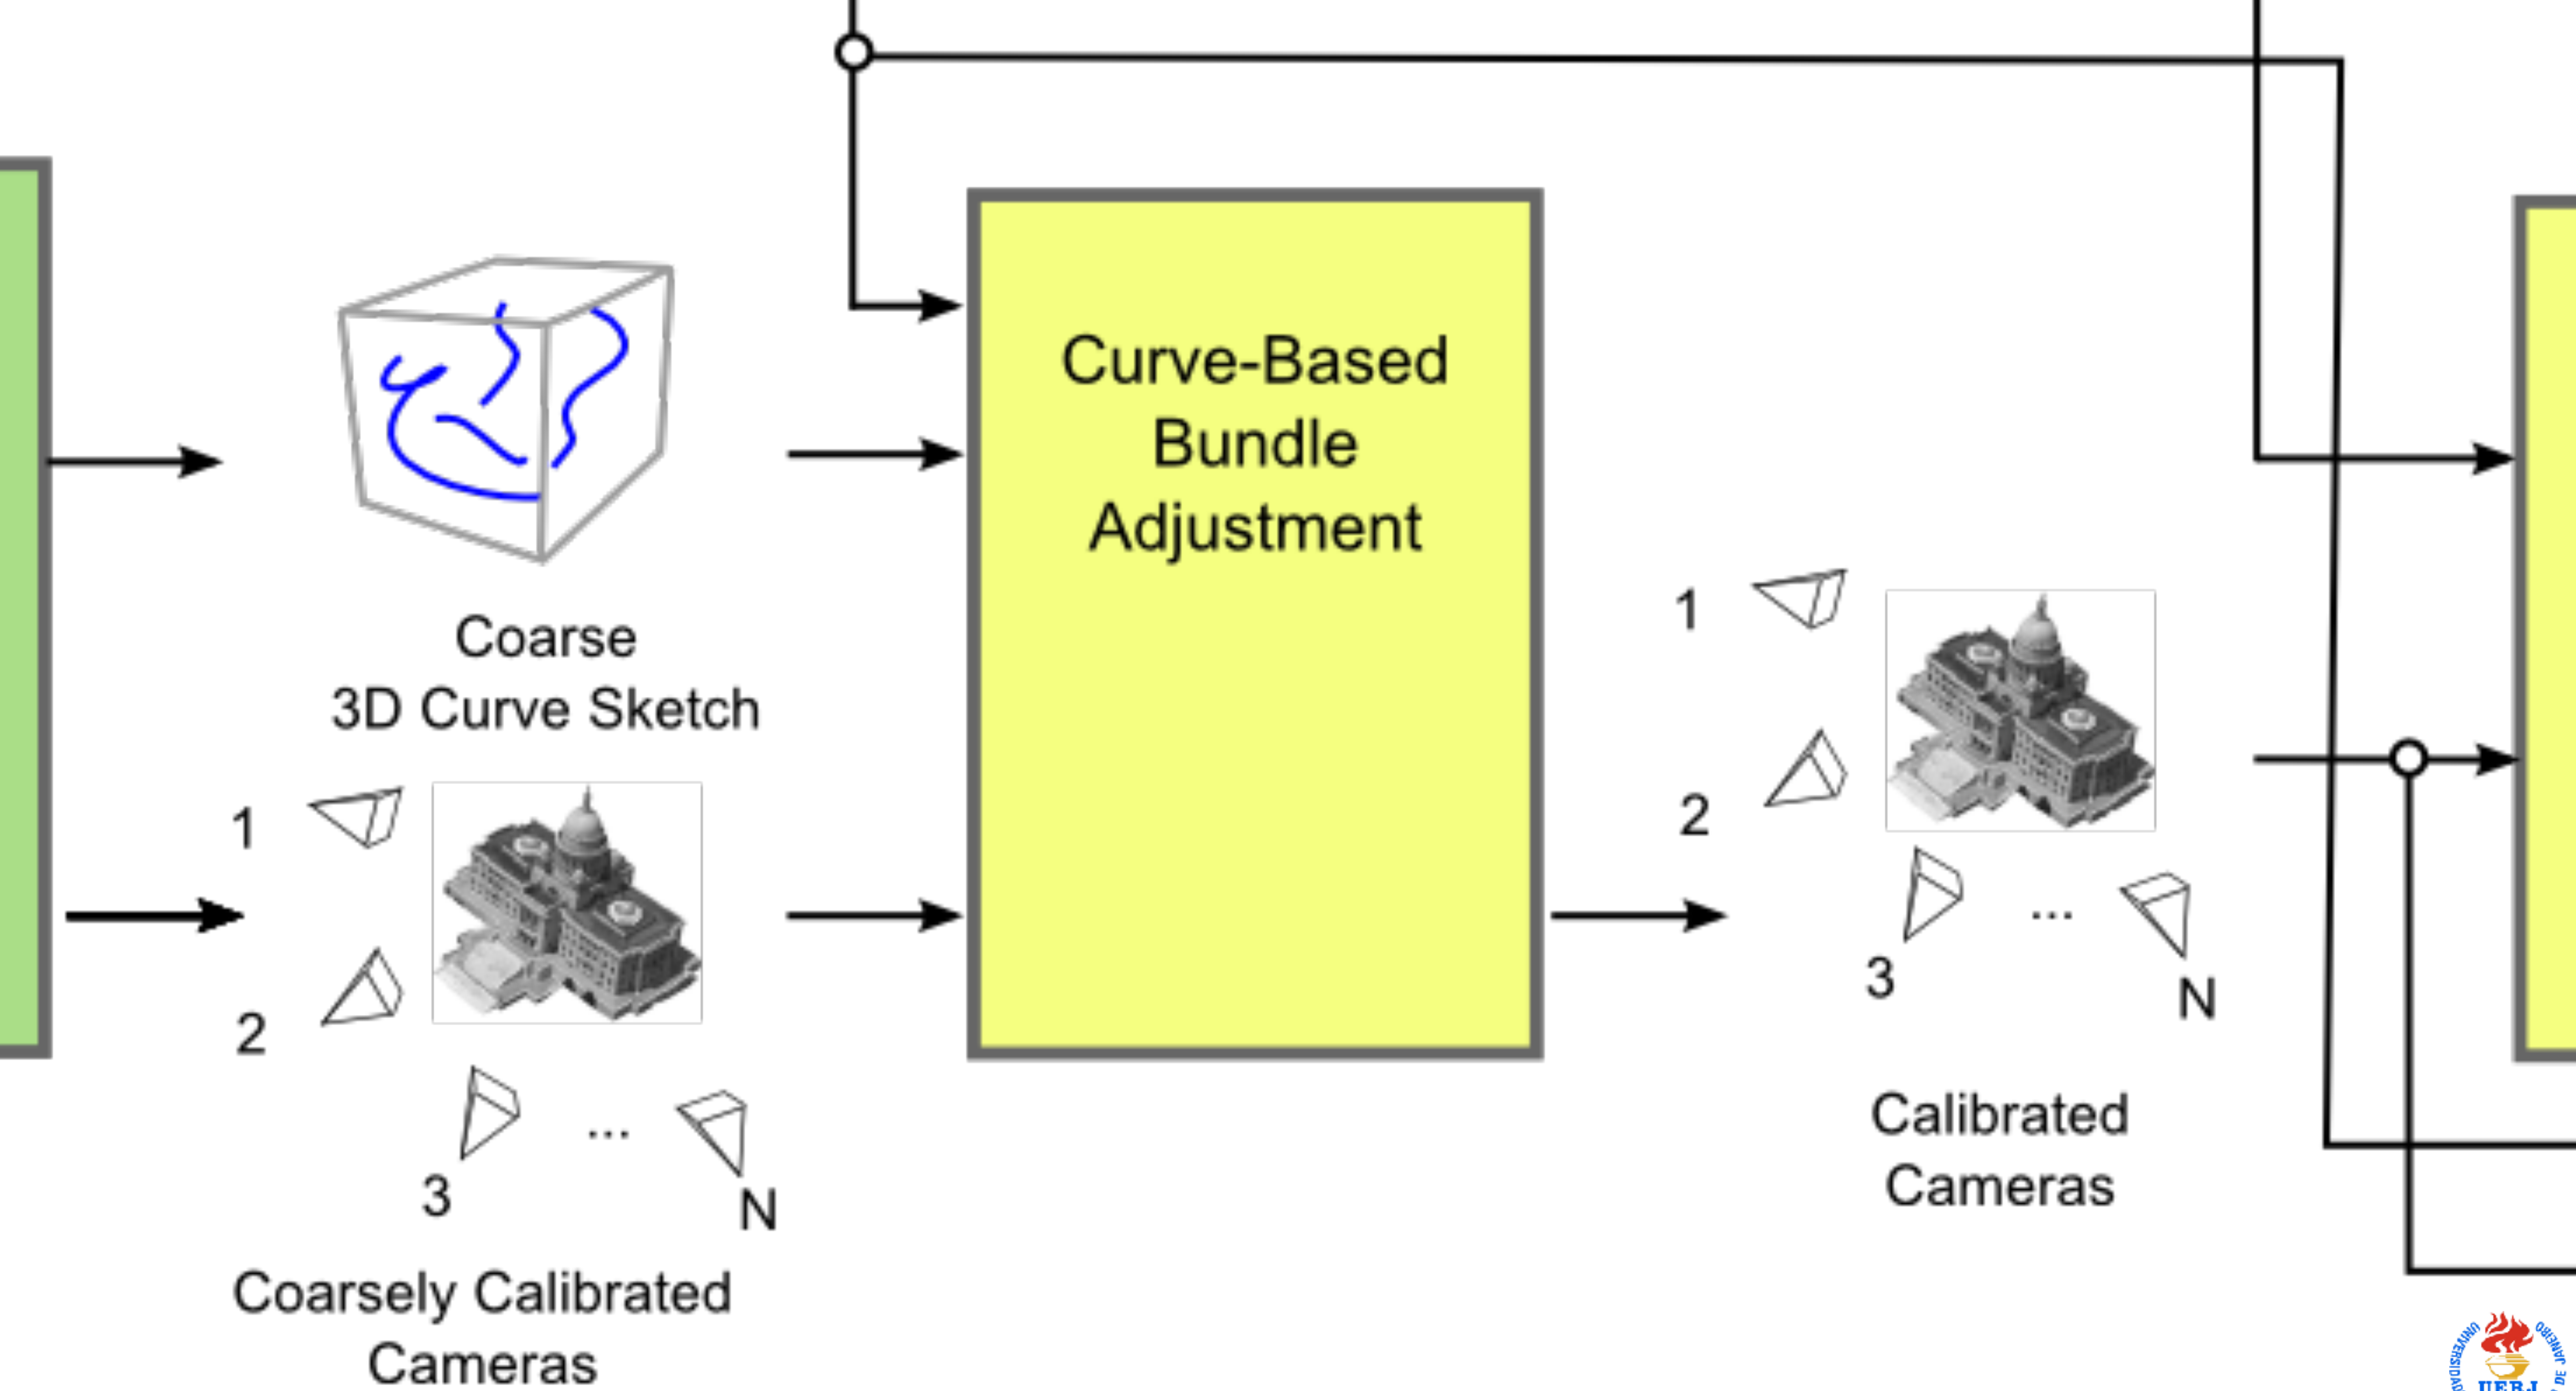 Coarse
3D Curve Sketch
1
2
3
...
N
Coarsely Calibrated
Cameras
Curve-Based
Bundle
Adjustment
1
2
3
...
N
Calibrated
Cameras
UERJ